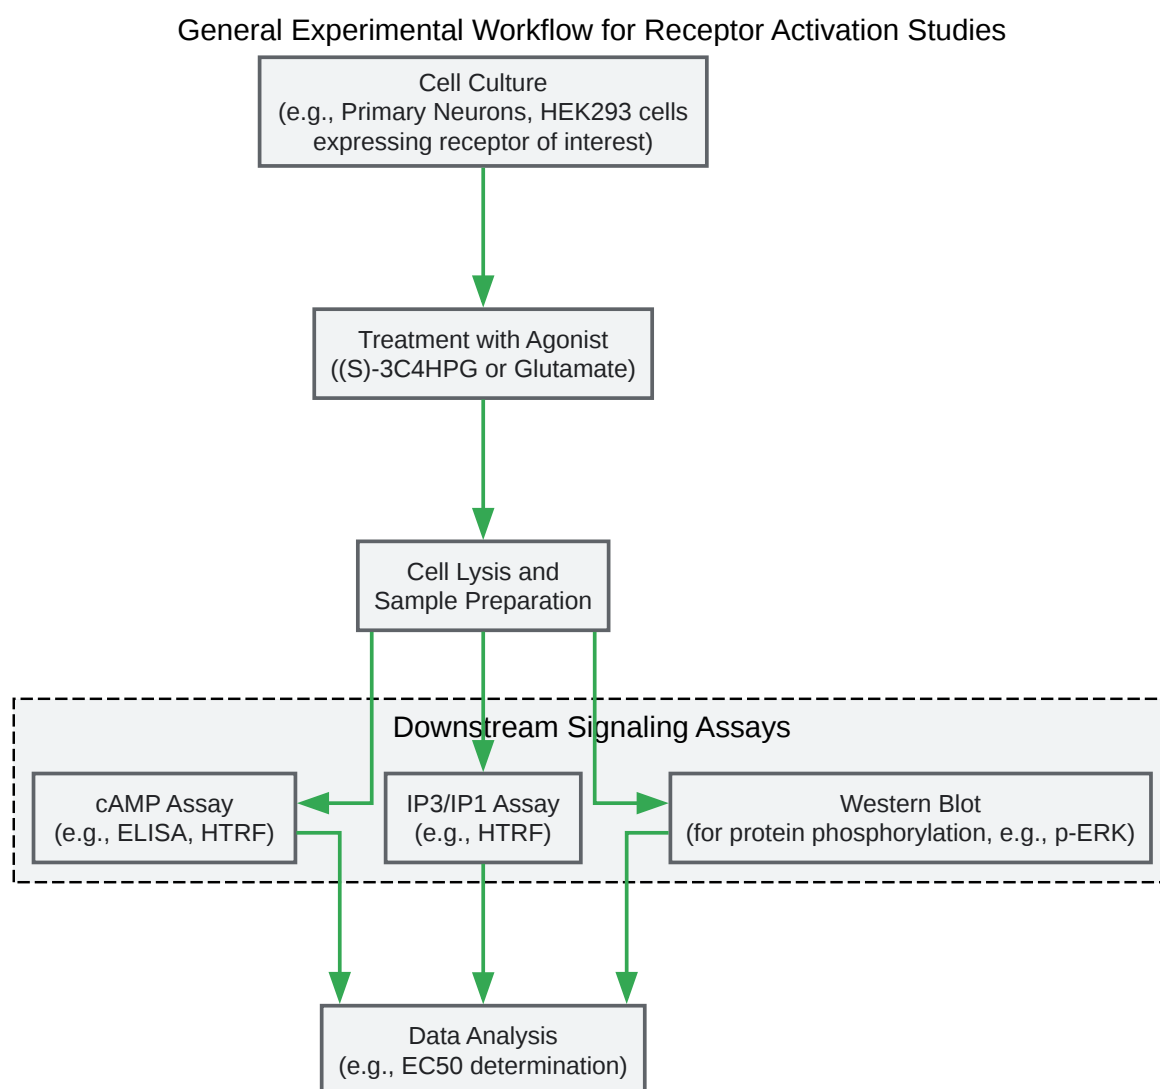 General Experimental Workflow for Receptor Activation Studies
Cell Culture
(e.g., Primary Neurons, HEK293 cells
expressing receptor of interest)
Treatment with Agonist
((S)-3C4HPG or Glutamate)
Cell Lysis and
Sample Preparation
Downstream Signaling Assays
cAMP Assay
(e.g., ELISA, HTRF)
IP3/IP1 Assay
(e.g., HTRF)
Western Blot
(for protein phosphorylation, e.g., p-ERK)
Data Analysis
(e.g., EC50 determination)